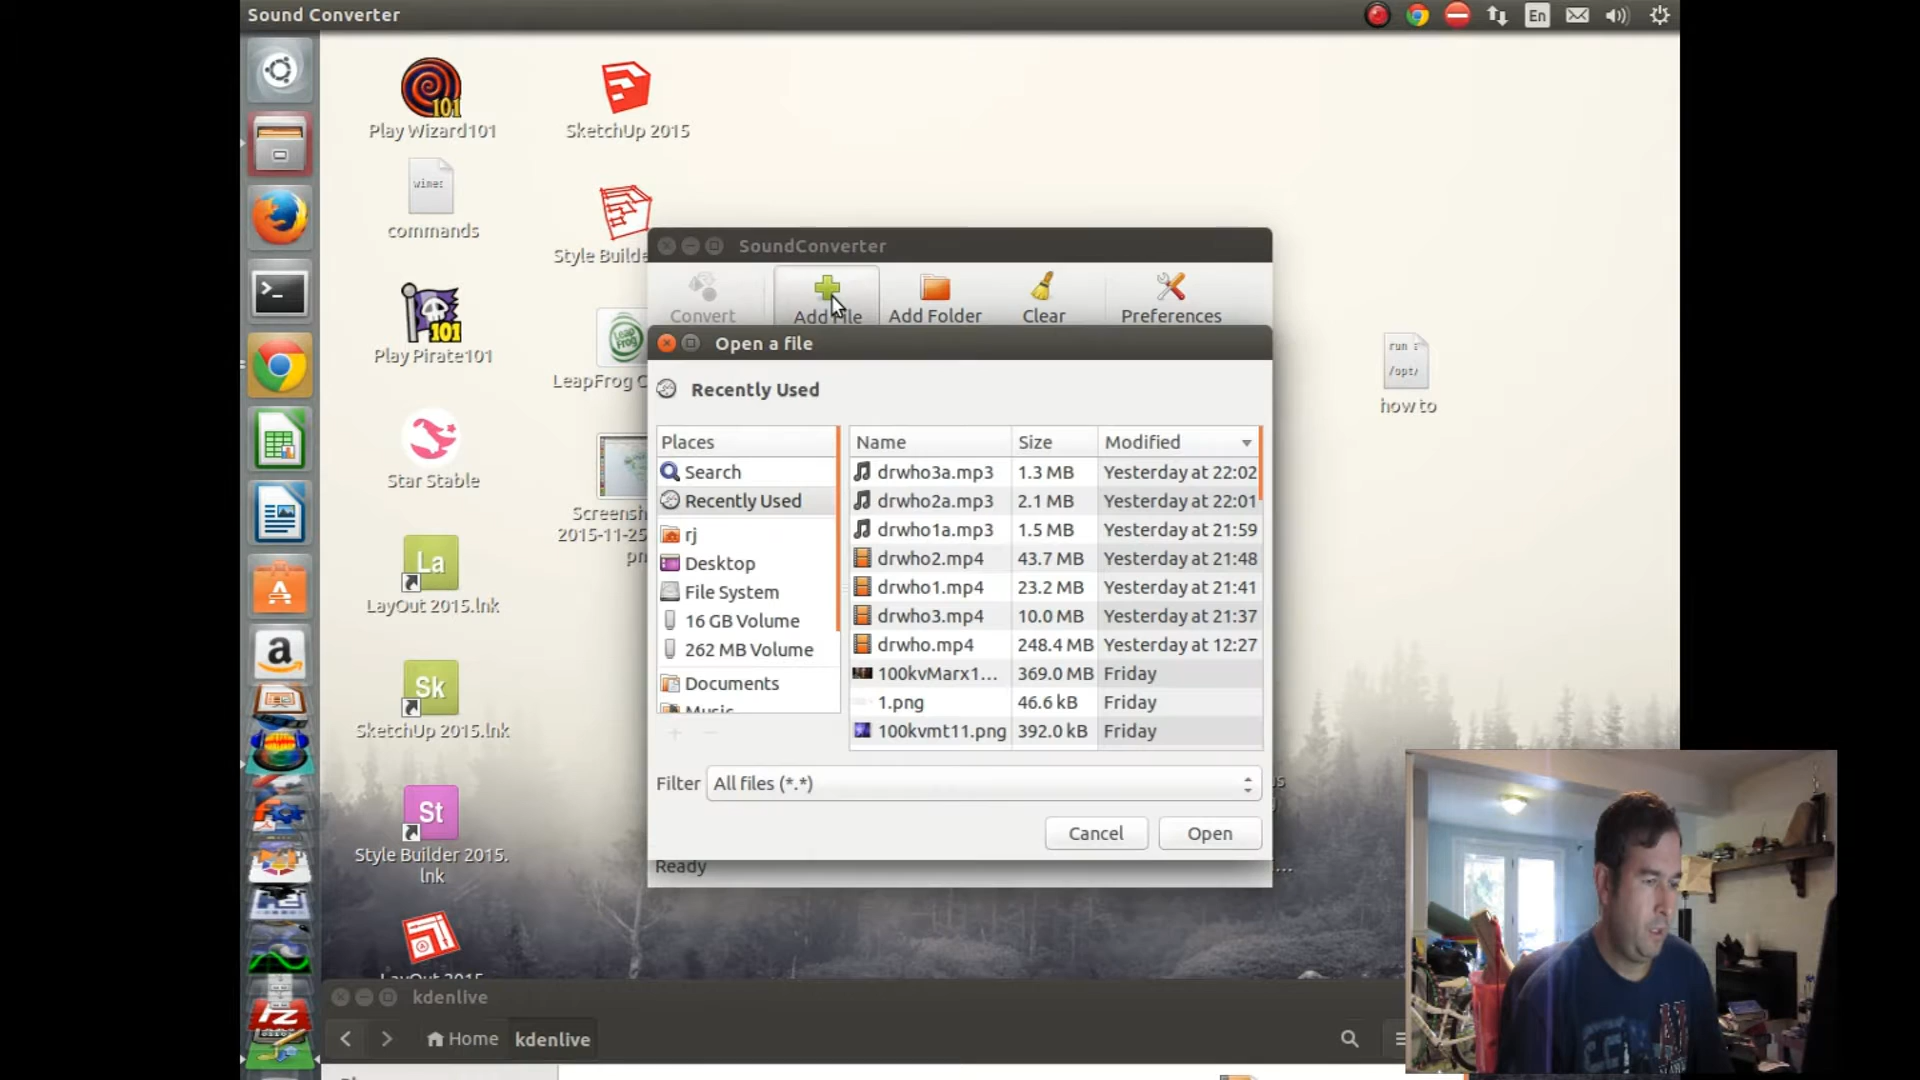 Sound Converter
En
Play Wizard101
SketchUp 2015
wine:
commands
Style Builde
Play Pirate101
LeapFrog C
Star Stable
Screensh
2015-11-25
pn
La
LayOut 2015.lnk
Sk
SketchUp 2015.lnk
St
Style Builder 2015.
lnk
LayOut 2015
run :
/opt/
how to
SoundConverter
Convert
Add File
Add Folder
Clear
Preferences
Open a file
Recently Used
Places
Search
Recently Used
rj
Desktop
File System
16 GB Volume
262 MB Volume
Documents
Music
Name Size Modified
drwho3a.mp3 1.3 MB Yesterday at 22:02
drwho2a.mp3 2.1 MB Yesterday at 22:01
drwho1a.mp3 1.5 MB Yesterday at 21:59
drwho2.mp4 43.7 MB Yesterday at 21:48
drwho1.mp4 23.2 MB Yesterday at 21:41
drwho3.mp4 10.0 MB Yesterday at 21:37
drwho.mp4 248.4 MB Yesterday at 12:27
100kvMarx1... 369.0 MB Friday
1.png 46.6 kB Friday
100kvmt11.png 392.0 kB Friday
Filter All files (*.*)
Cancel
Open
Ready
kdenlive
Home
kdenlive